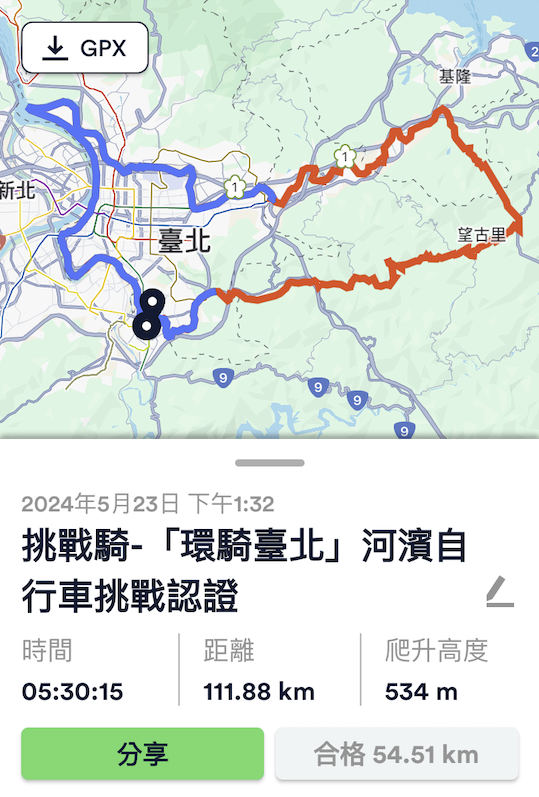 GPX
基隆
2
1
新北
1
望古里
臺北
9
9
9
9
2024年5月23日 下午1:32
挑戰騎-「環騎臺北」河濱自
行車挑戰認證
時間
距離
爬升高度
05:30:15
111.88 km
534 m
分享
合格 54.51 km